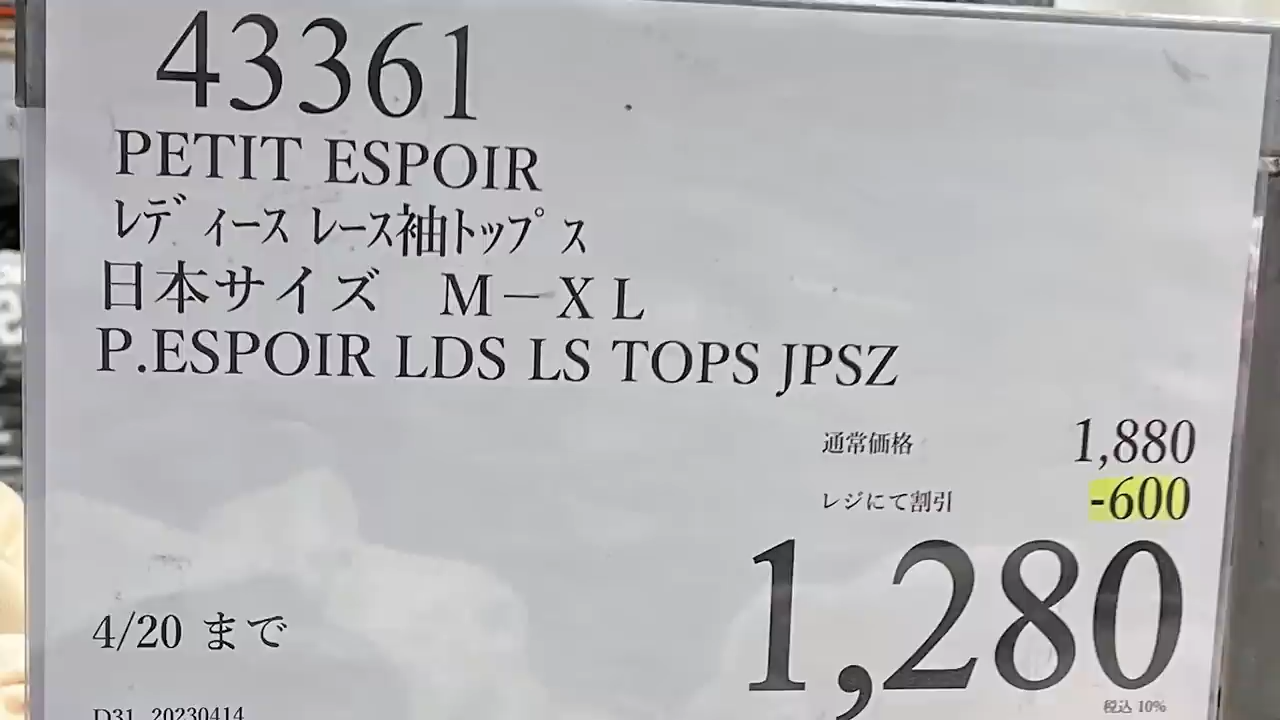 43361
PETIT ESPOIR
ﾚﾃﾞｨｰｽ ﾚｰｽ袖ﾄｯﾌﾟｽ
日本サイズ　Ｍ－ＸＬ
P.ESPOIR LDS LS TOPS JPSZ
通常価格 1,880
レジにて割引 -600
1,280
4/20 まで
税込 10%
D31 20230414